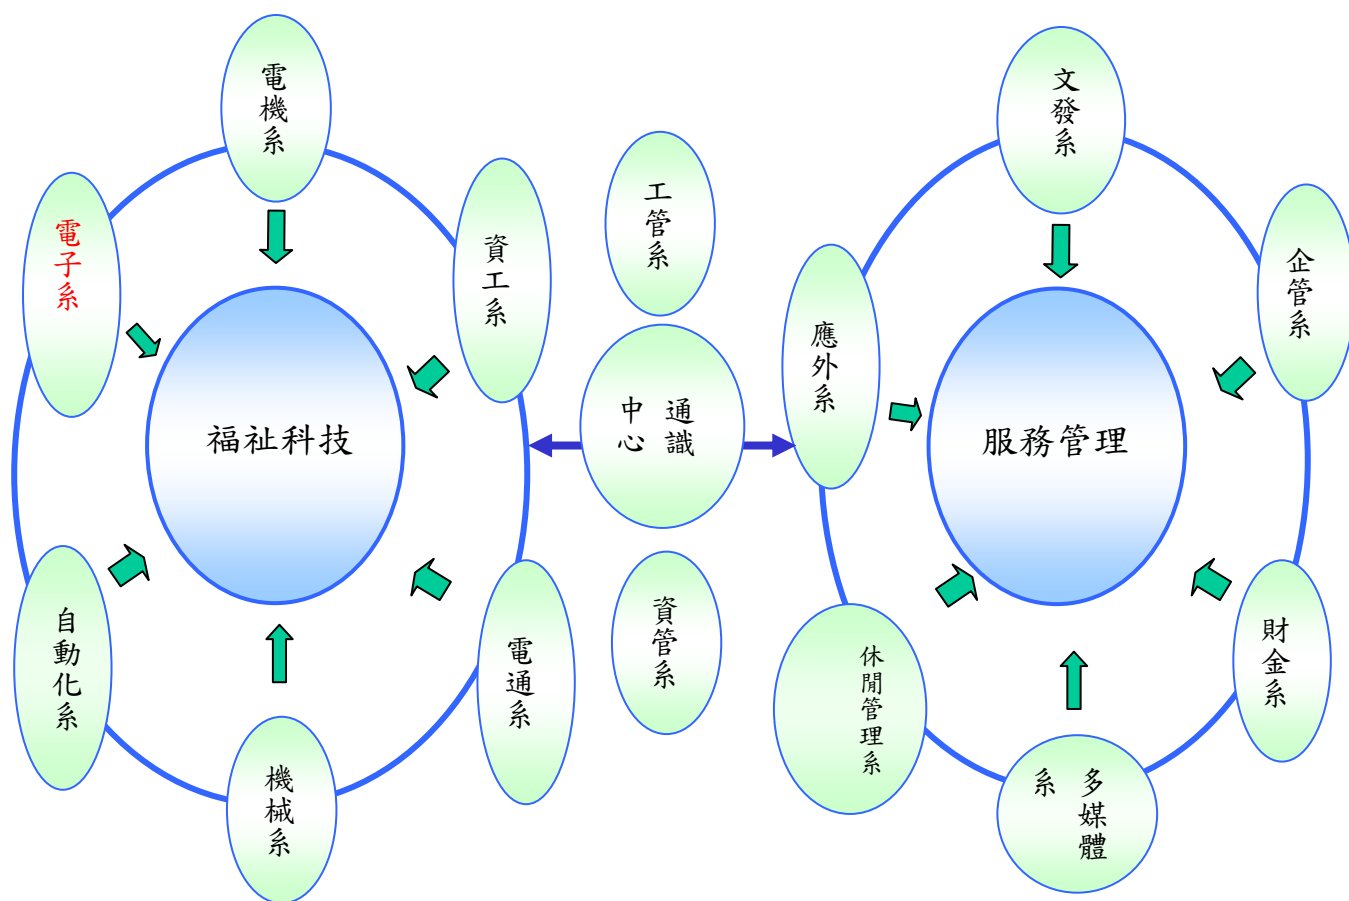 電機系
電子系
資工系
福祉科技
自動化系
機械系
電通系
工管系
通識
中心
資管系
文發系
應外系
企管系
服務管理
休閒管理系
多媒體
系
財金系